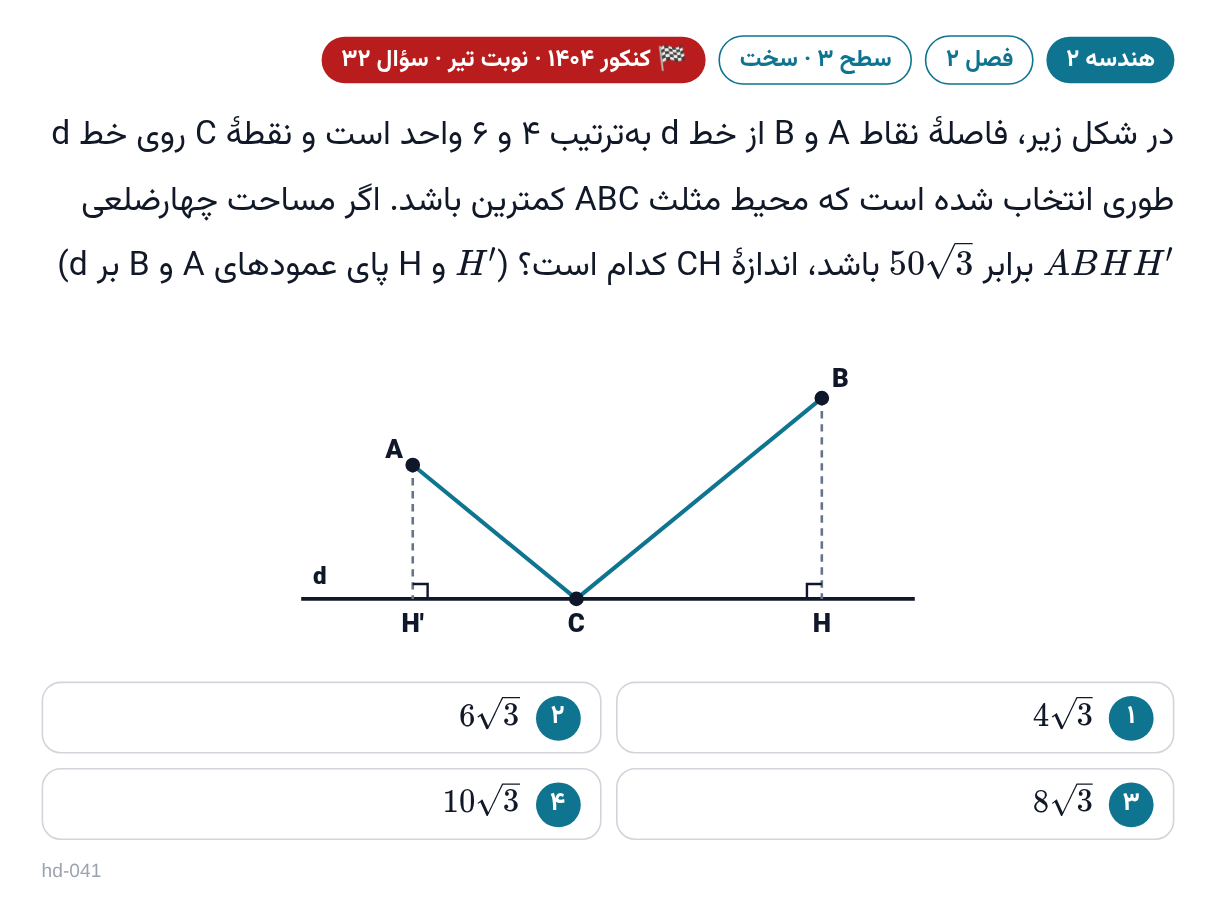 هندسه ۲
فصل ۲
سطح ۳ · سخت
🏁 کنکور ۱۴۰۴ · نوبت تیر · سؤال ۳۲
در شکل زیر، فاصلهٔ نقاط A و B از خط d به‌ترتیب ۴ و ۶ واحد است و نقطهٔ C روی خط d
طوری انتخاب شده است که محیط مثلث ABC کمترین باشد. اگر مساحت چهارضلعی
ABHH′ برابر 50√3 باشد، اندازهٔ CH کدام است؟ (H′ و H پای عمودهای A و B بر d)
B
A
d
H'
C
H
۱ 4√3
۲ 6√3
۳ 8√3
۴ 10√3
hd-041